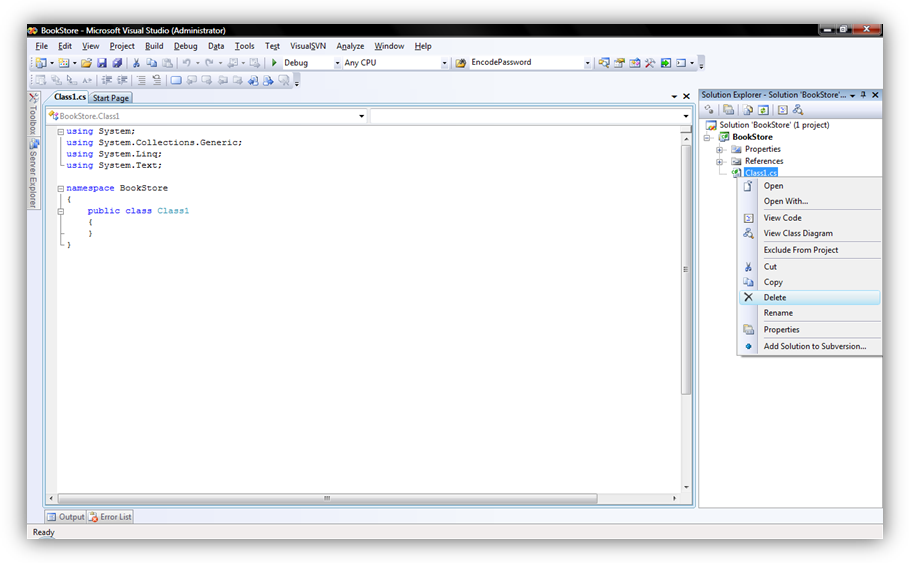 BookStore - Microsoft Visual Studio (Administrator)
File Edit View Project Build Debug Data Tools Test VisualSVN Analyze Window Help
Debug Any CPU EncodePassword
Class1.cs Start Page
Solution Explorer - Solution 'BookStore'...
Toolbox
Server Explorer
BookStore.Class1
using System;
using System.Collections.Generic;
using System.Linq;
using System.Text;
namespace BookStore
{
public class Class1
{
}
}
Solution 'BookStore' (1 project)
BookStore
Properties
References
Class1.cs
Open
Open With...
View Code
View Class Diagram
Exclude From Project
Cut
Copy
Delete
Rename
Properties
Add Solution to Subversion...
Output Error List
Ready